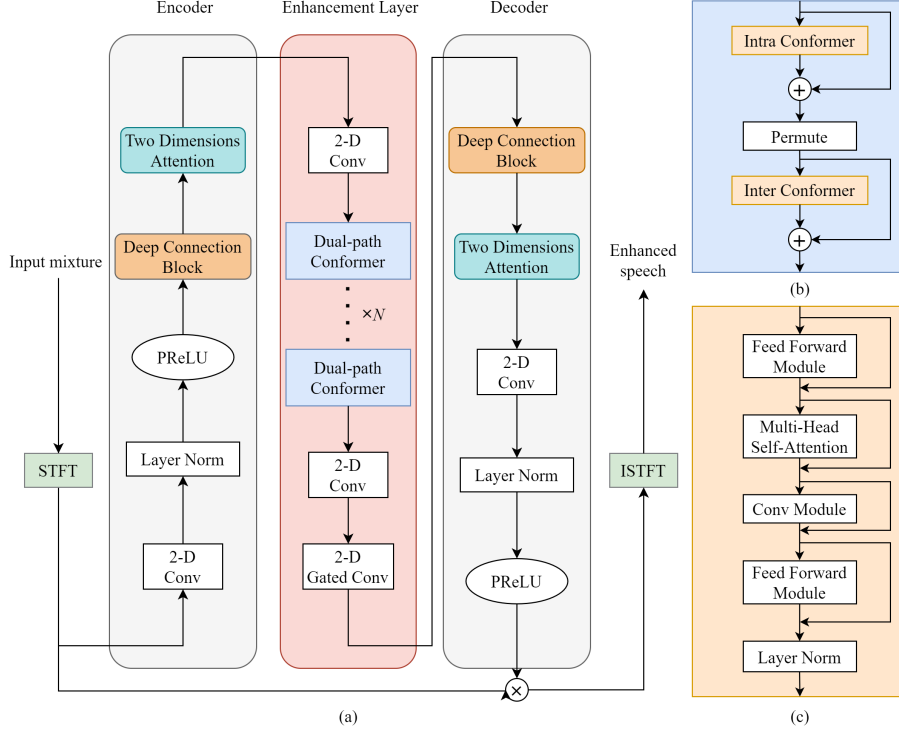 Encoder
Enhancement Layer
Decoder
Input mixture
STFT
Two Dimensions
Attention
Deep Connection
Block
PReLU
Layer Norm
2-D
Conv
2-D
Conv
Dual-path
Conformer
×N
Dual-path
Conformer
2-D
Conv
2-D
Gated Conv
Deep Connection
Block
Two Dimensions
Attention
2-D
Conv
Layer Norm
PReLU
Enhanced
speech
ISTFT
(a)
Intra Conformer
Permute
Inter Conformer
(b)
Feed Forward
Module
Multi-Head
Self-Attention
Conv Module
Feed Forward
Module
Layer Norm
(c)